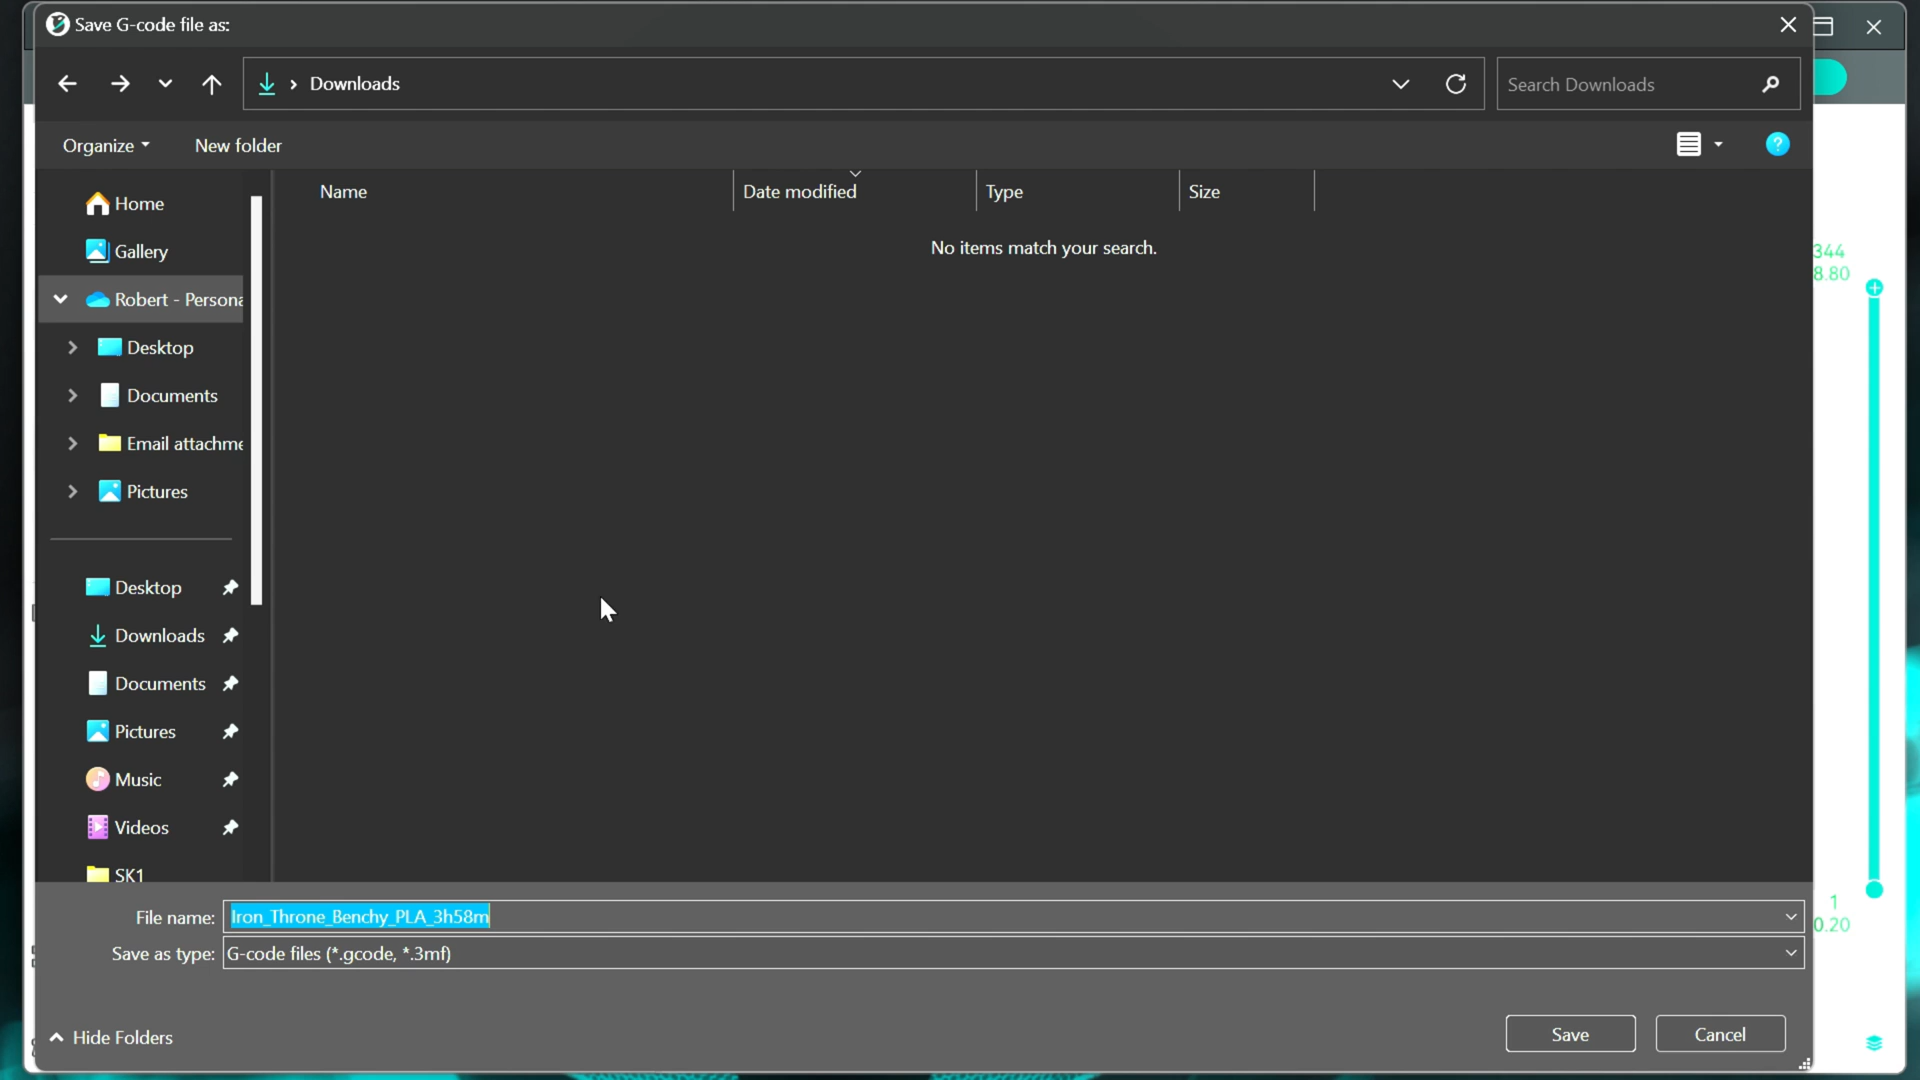 Save G-code file as:
Downloads
Search Downloads
Organize
New folder
Name
Date modified
Type
Size
No items match your search.
Home
Gallery
Robert - Persona
Desktop
Documents
Email attachme
Pictures
Desktop
Downloads
Documents
Pictures
Music
Videos
SK1
344
8.80
1
0.20
File name: Iron_Throne_Benchy_PLA_3h58m
Save as type: G-code files (*.gcode, *.3mf)
Hide Folders
Save
Cancel